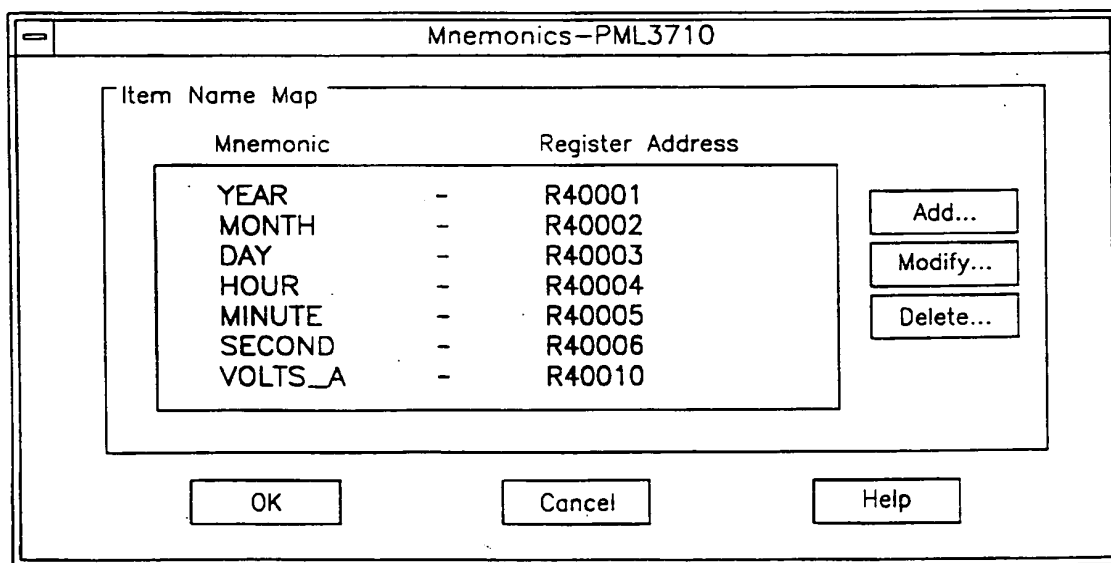 Mnemonics-PML3710
Item Name Map
Mnemonic Register Address
YEAR - R40001
MONTH - R40002
DAY - R40003
HOUR - R40004
MINUTE - R40005
SECOND - R40006
VOLTS_A - R40010
Add...
Modify...
Delete...
OK Cancel Help